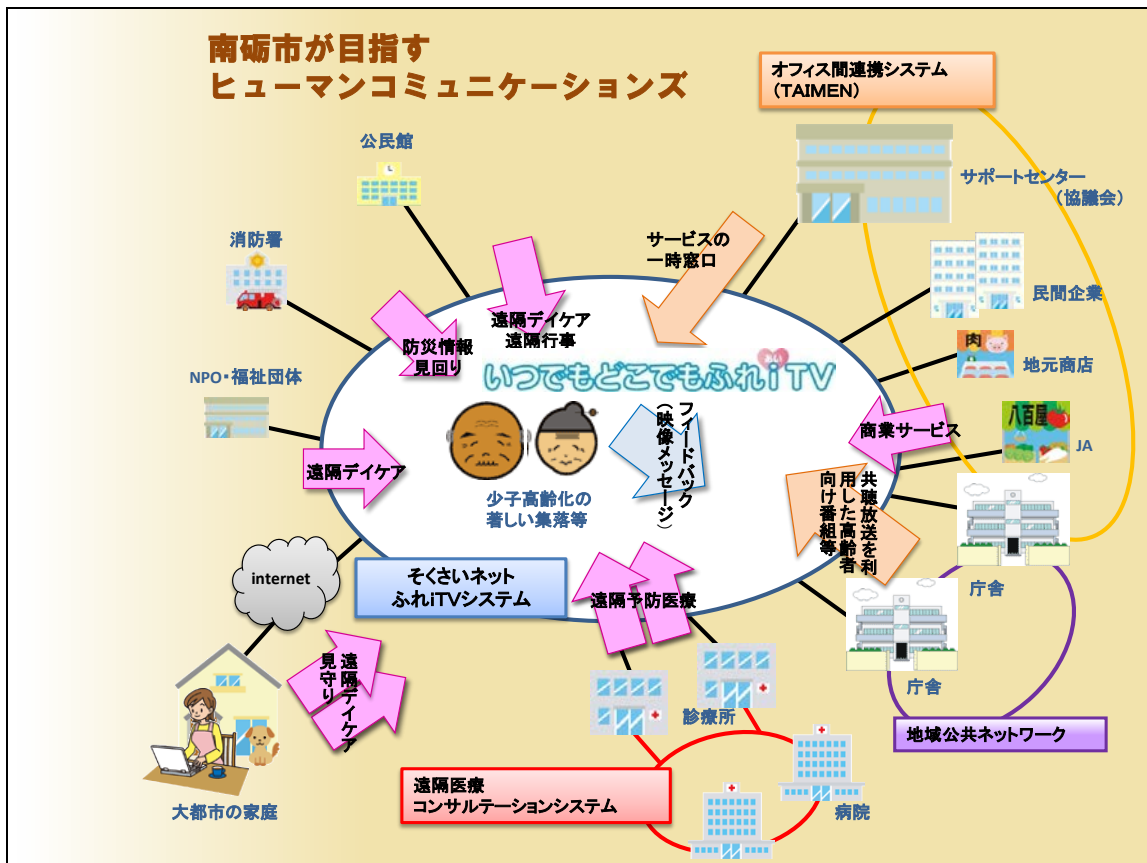 南砺市が目指す
ヒューマンコミュニケーションズ
オフィス間連携システム
（TAIMEN）
公民館
サポートセンター
（協議会）
消防署
サービスの
一時窓口
民間企業
遠隔デイケア
遠隔行事
防災情報
見回り
肉
地元商店
NPO・福祉団体
あい
いつでもどこでもふれiTV
八百屋
JA
商業サービス
フィードバック
（映像メッセージ）
遠隔デイケア
共聴放送を利
用した高齢者
向け番組等
少子高齢化の
著しい集落等
internet
そくさいネット
ふれiTVシステム
遠隔予防医療
庁舎
庁舎
遠隔デイケア
見守り
診療所
地域公共ネットワーク
遠隔医療
コンサルテーションシステム
大都市の家庭
病院